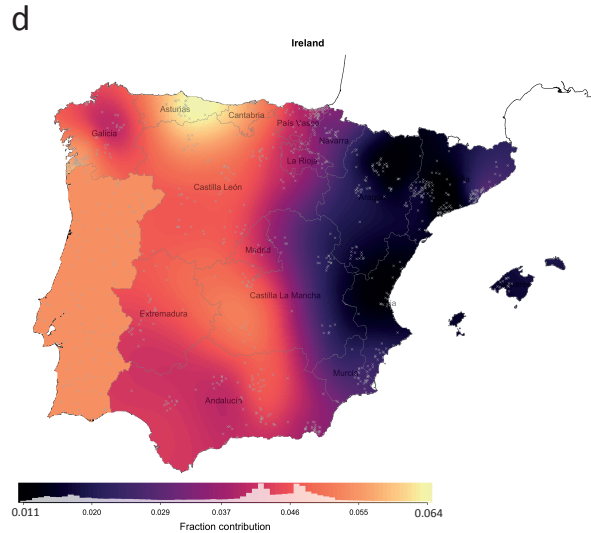 d
Ireland
Asturias
Cantabria
País Vasco
Galicia
Navarra
La Rioja
Castilla León
Madrid
Castilla La Mancha
Extremadura
Murcia
Andalucía
0.011
0.020
0.029
0.037
0.046
0.055
0.064
Fraction contribution